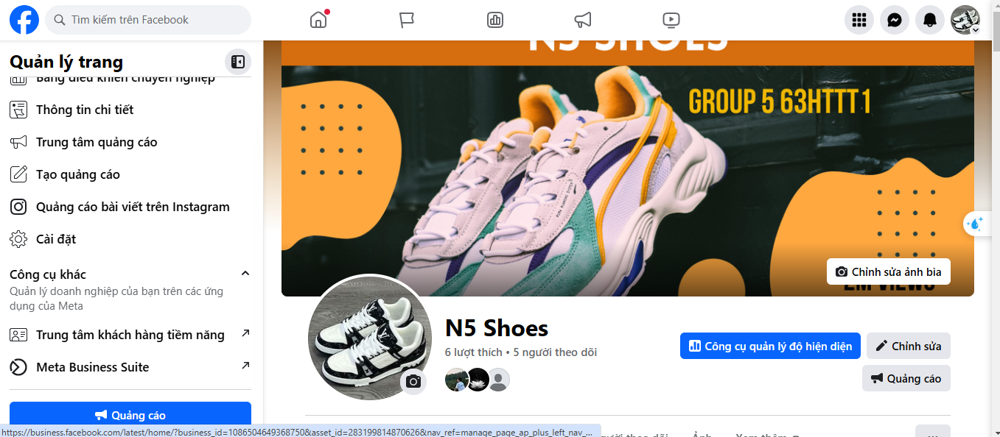 Tìm kiếm trên Facebook
Quản lý trang
Bảng điều khiển chuyên nghiệp
Thông tin chi tiết
Trung tâm quảng cáo
Tạo quảng cáo
Quảng cáo bài viết trên Instagram
Cài đặt
Công cụ khác
Quản lý doanh nghiệp của bạn trên các ứng
dụng của Meta
Trung tâm khách hàng tiềm năng
Meta Business Suite
Quảng cáo
https://business.facebook.com/latest/home/?business_id=1086504649368750&asset_id=283199814870626&nav_ref=manage_page_ap_plus_left_nav_...
N5 SHOES
GROUP 5 63HTTT1
2M VIEWS
Chỉnh sửa ảnh bìa
N5 Shoes
6 lượt thích • 5 người theo dõi
Công cụ quản lý độ hiện diện
Chỉnh sửa
Quảng cáo
người theo dõi
Ảnh
Xem thêm